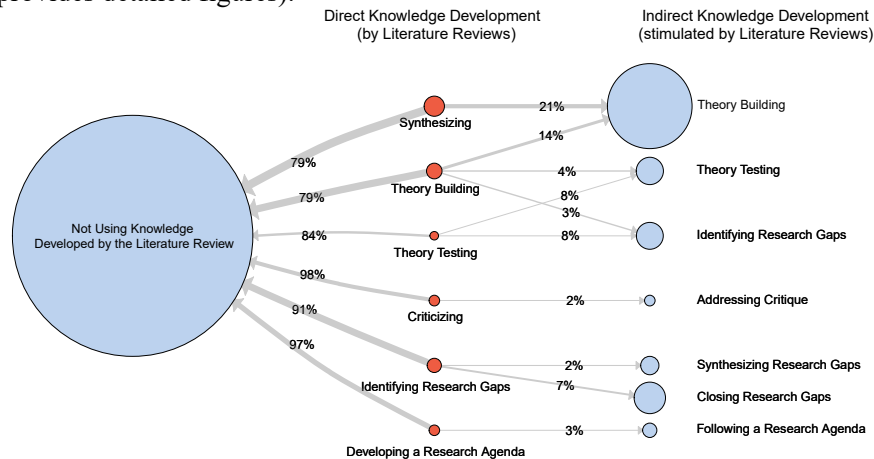 provides detailed figures).
Direct Knowledge Development
(by Literature Reviews)
Indirect Knowledge Development
(stimulated by Literature Reviews)
Synthesizing
21%
Theory Building
14%
79%
Theory Building
4%
Theory Testing
79%
8%
3%
Not Using Knowledge
Developed by the Literature Review
84%
Theory Testing
8%
Identifying Research Gaps
98%
Criticizing
2%
Addressing Critique
91%
97%
Identifying Research Gaps
2%
Synthesizing Research Gaps
7%
Closing Research Gaps
Developing a Research Agenda
3%
Following a Research Agenda